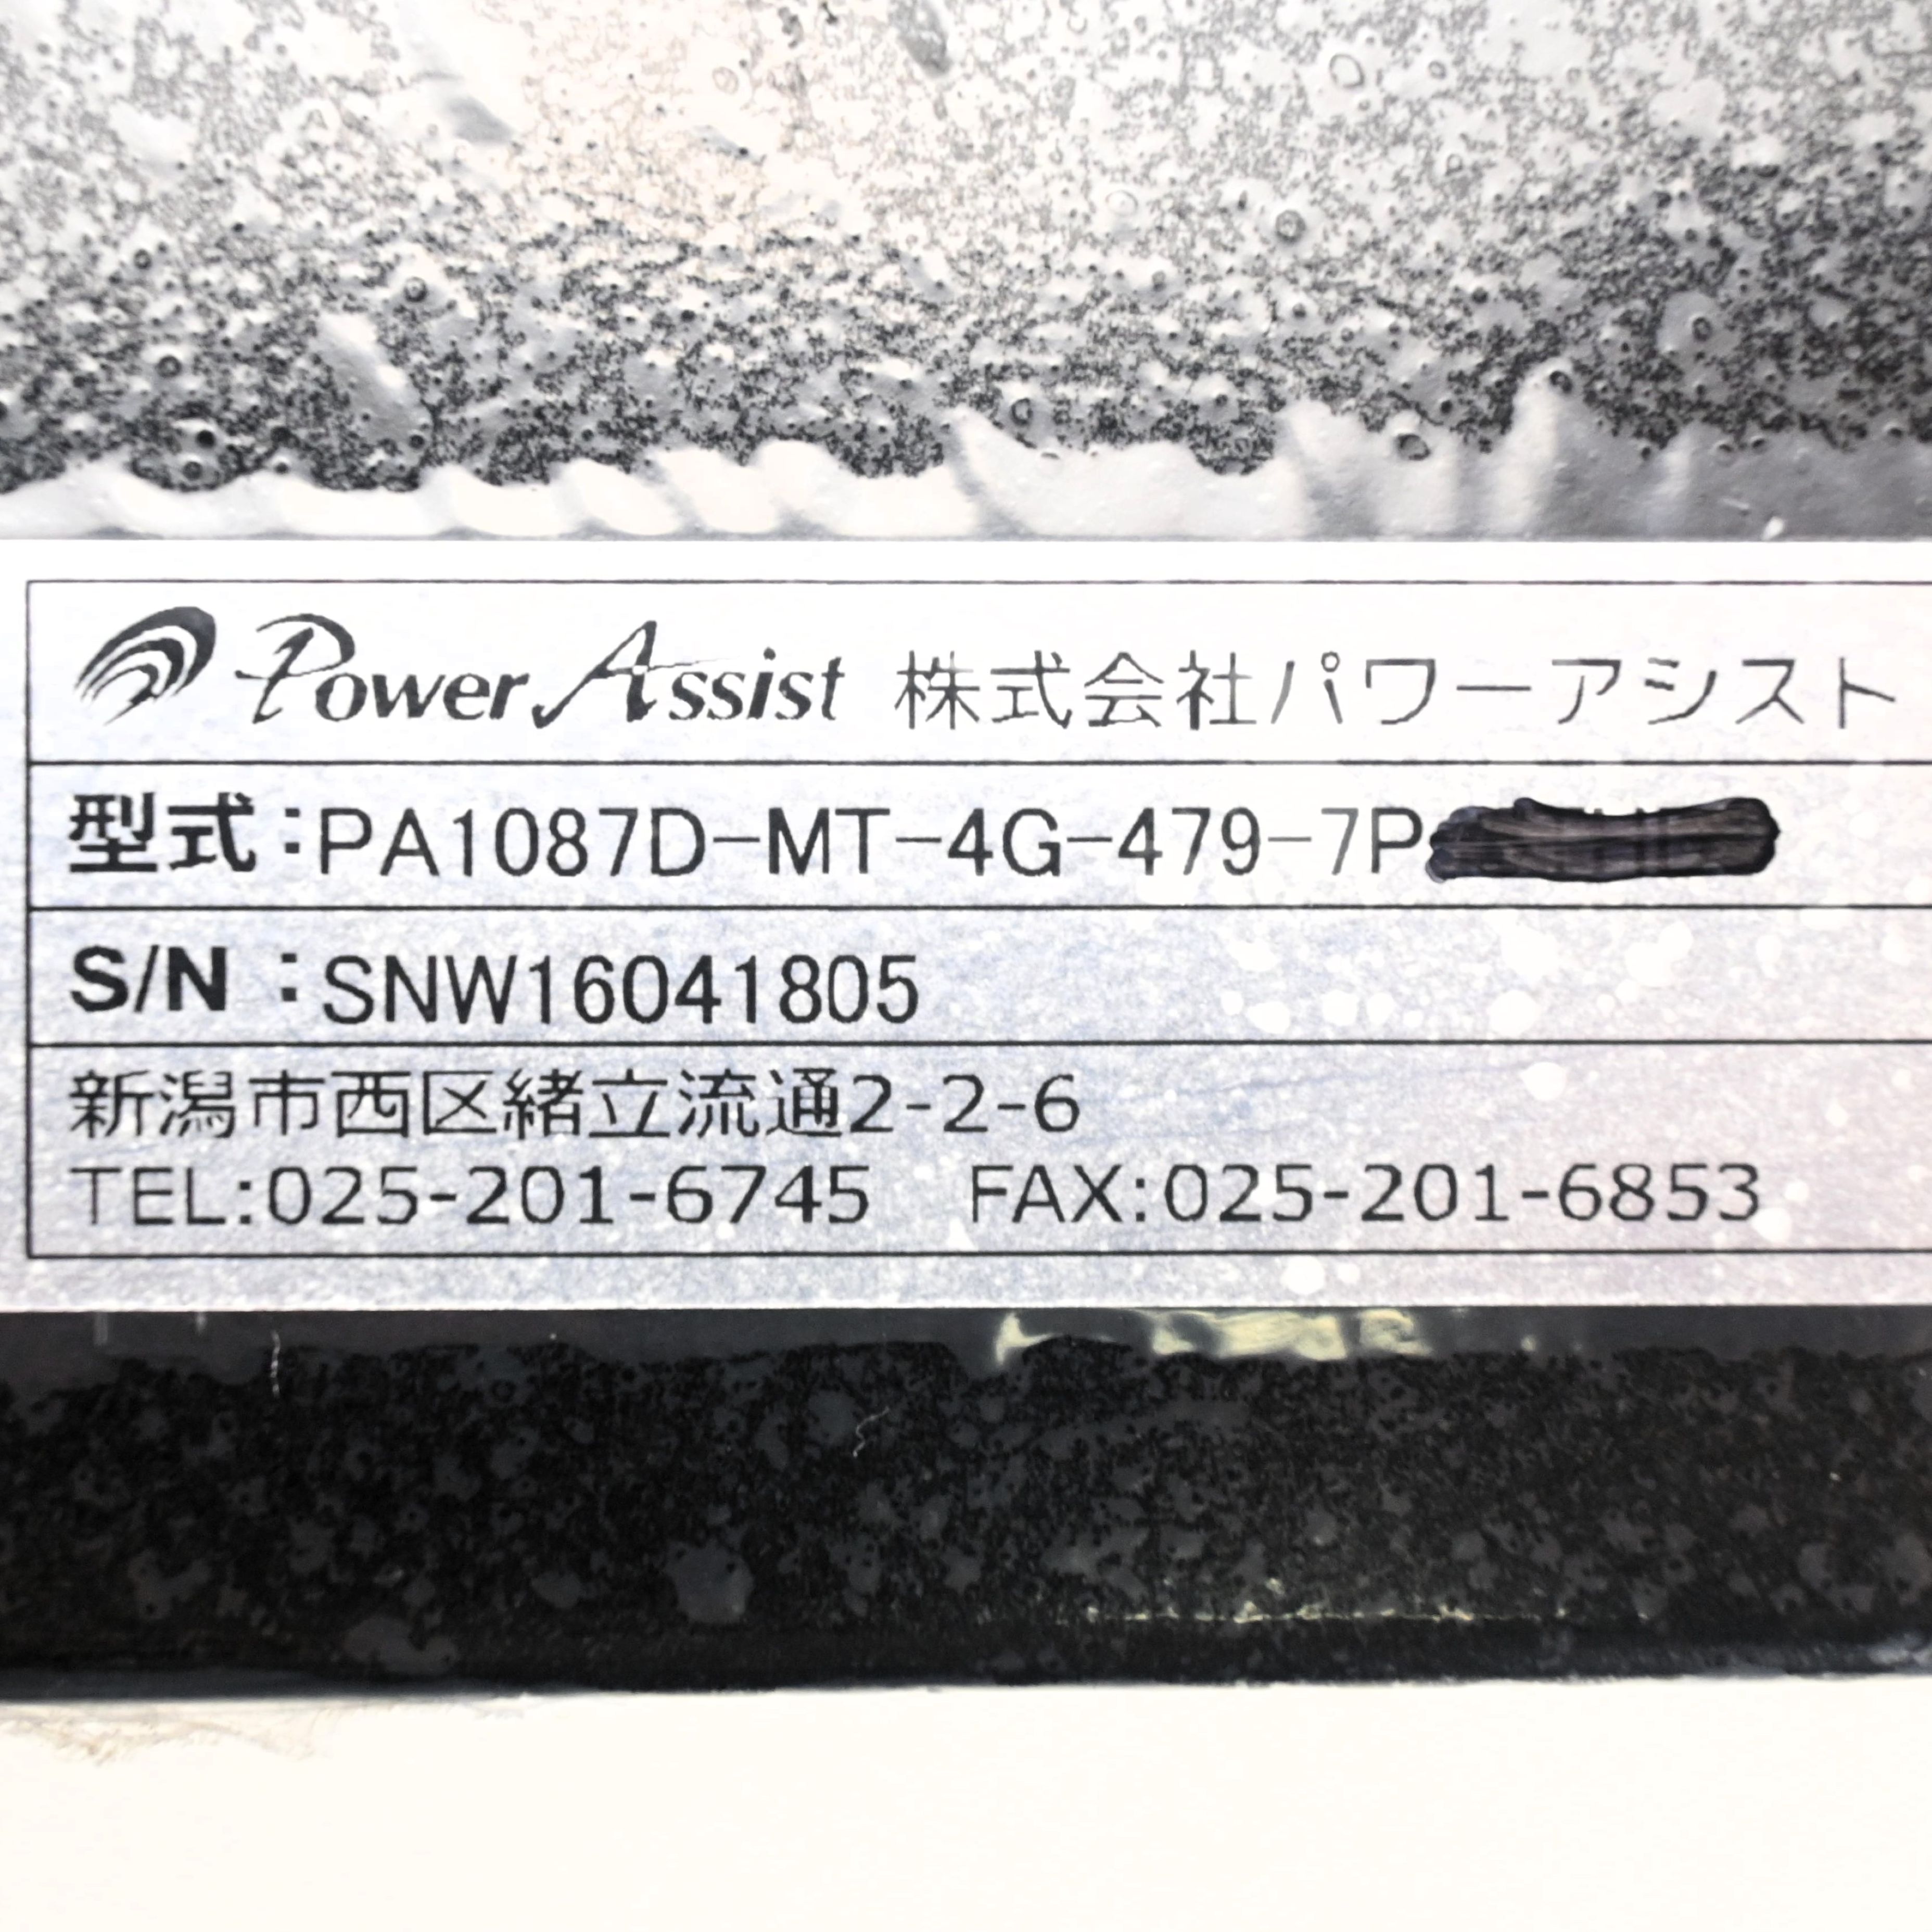 Power Assist 株式会社パワーアシスト
型式:PA1087D-MT-4G-479-7P
S/N :SNW16041805
新潟市西区緒立流通2-2-6
TEL:025-201-6745 FAX:025-201-6853